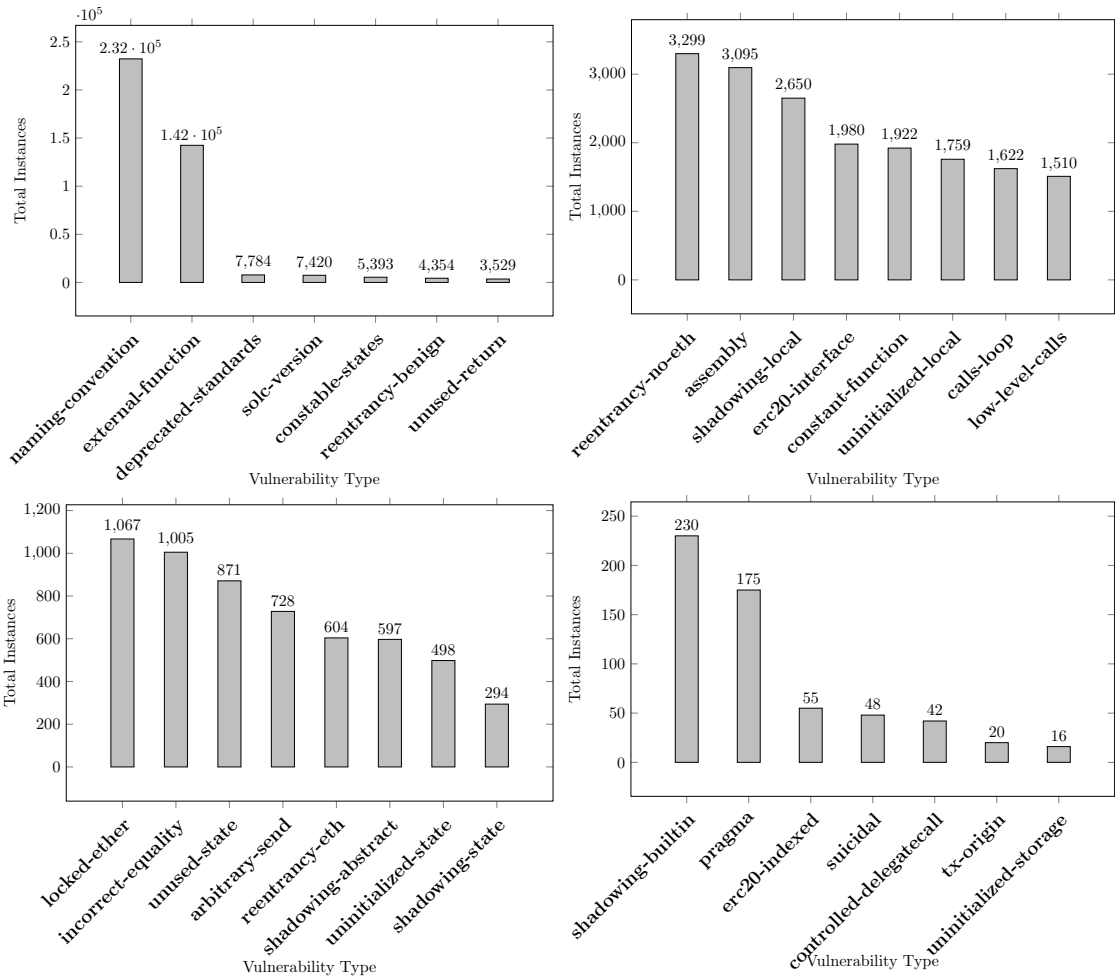 ·10⁵
2.5
2
1.5
1
0.5
0
Total Instances
2.32 · 10⁵
1.42 · 10⁵
7,784
7,420
5,393
4,354
3,529
naming-convention
external-function
deprecated-standards
solc-version
constable-states
reentrancy-benign
unused-return
Vulnerability Type
3,000
2,000
1,000
0
Total Instances
3,299
3,095
2,650
1,980
1,922
1,759
1,622
1,510
reentrancy-no-eth
assembly
shadowing-local
erc20-interface
constant-function
uninitialized-local
calls-loop
low-level-calls
Vulnerability Type
1,200
1,000
800
600
400
200
0
Total Instances
1,067
1,005
871
728
604
597
498
294
locked-ether
incorrect-equality
unused-state
arbitrary-send
reentrancy-eth
shadowing-abstract
uninitialized-state
shadowing-state
Vulnerability Type
250
200
150
100
50
0
Total Instances
230
175
55
48
42
20
16
shadowing-builtin
pragma
erc20-indexed
suicidal
controlled-delegatecall
tx-origin
uninitialized-storage
Vulnerability Type